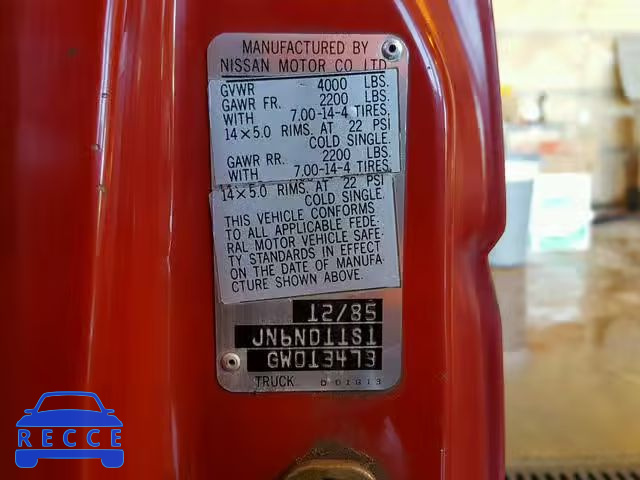 MANUFACTURED BY
NISSAN MOTOR CO. LTD.
GVWR 4000 LBS.
GAWR FR. 2200 LBS.
WITH 7.00-14-4 TIRES.
14×5.0 RIMS. AT 22 PSI
COLD SINGLE.
GAWR RR. 2200 LBS.
WITH 7.00-14-4 TIRES.
14×5.0 RIMS. AT 22 PSI
COLD SINGLE.
THIS VEHICLE CONFORMS
TO ALL APPLICABLE FEDE-
RAL MOTOR VEHICLE SAFE-
TY STANDARDS IN EFFECT
ON THE DATE OF MANUFA-
CTURE SHOWN ABOVE.
12/85
JN6ND11S1
GW013473
TRUCK
RECCE